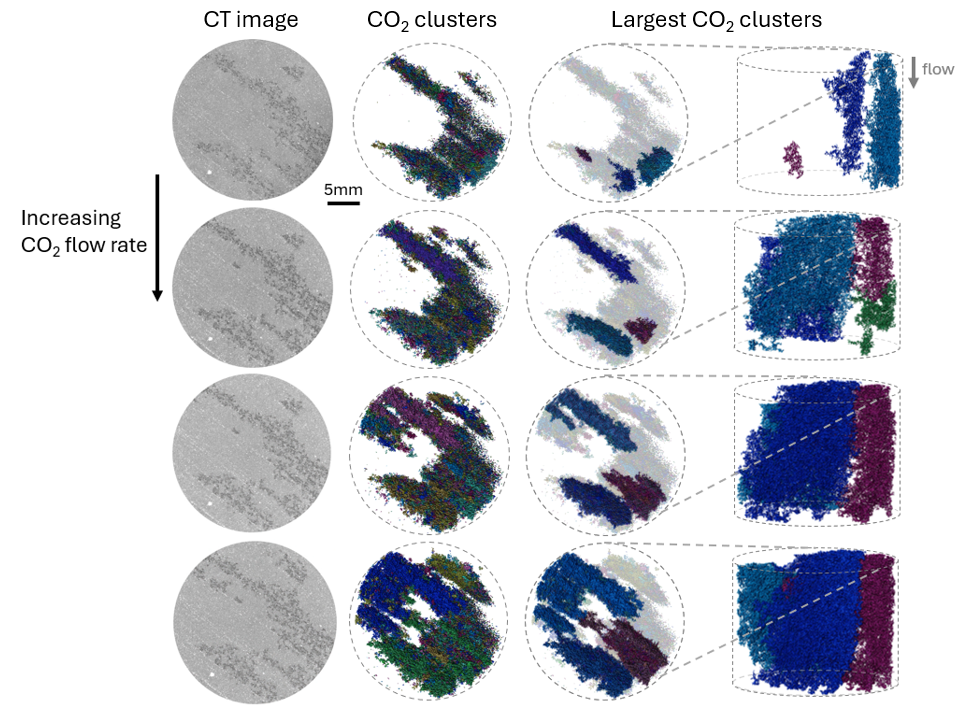 CT image
CO₂ clusters
Largest CO₂ clusters
flow
5mm
Increasing
CO₂ flow rate